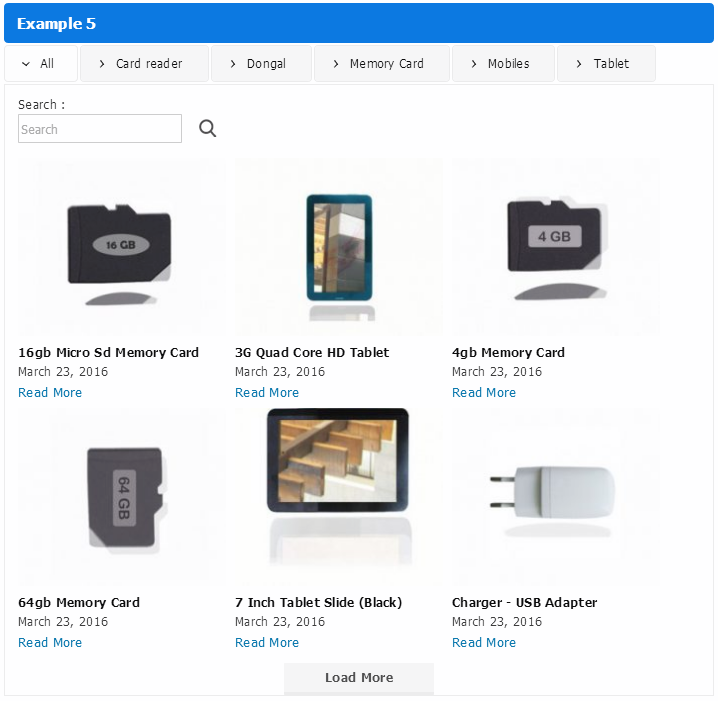 Example 5
All Card reader Dongal Memory Card Mobiles Tablet
Search :
Search
16 GB
4 GB
16gb Micro Sd Memory Card 3G Quad Core HD Tablet 4gb Memory Card
March 23, 2016 March 23, 2016 March 23, 2016
Read More Read More Read More
64 GB
64gb Memory Card 7 Inch Tablet Slide (Black) Charger - USB Adapter
March 23, 2016 March 23, 2016 March 23, 2016
Read More Read More Read More
Load More